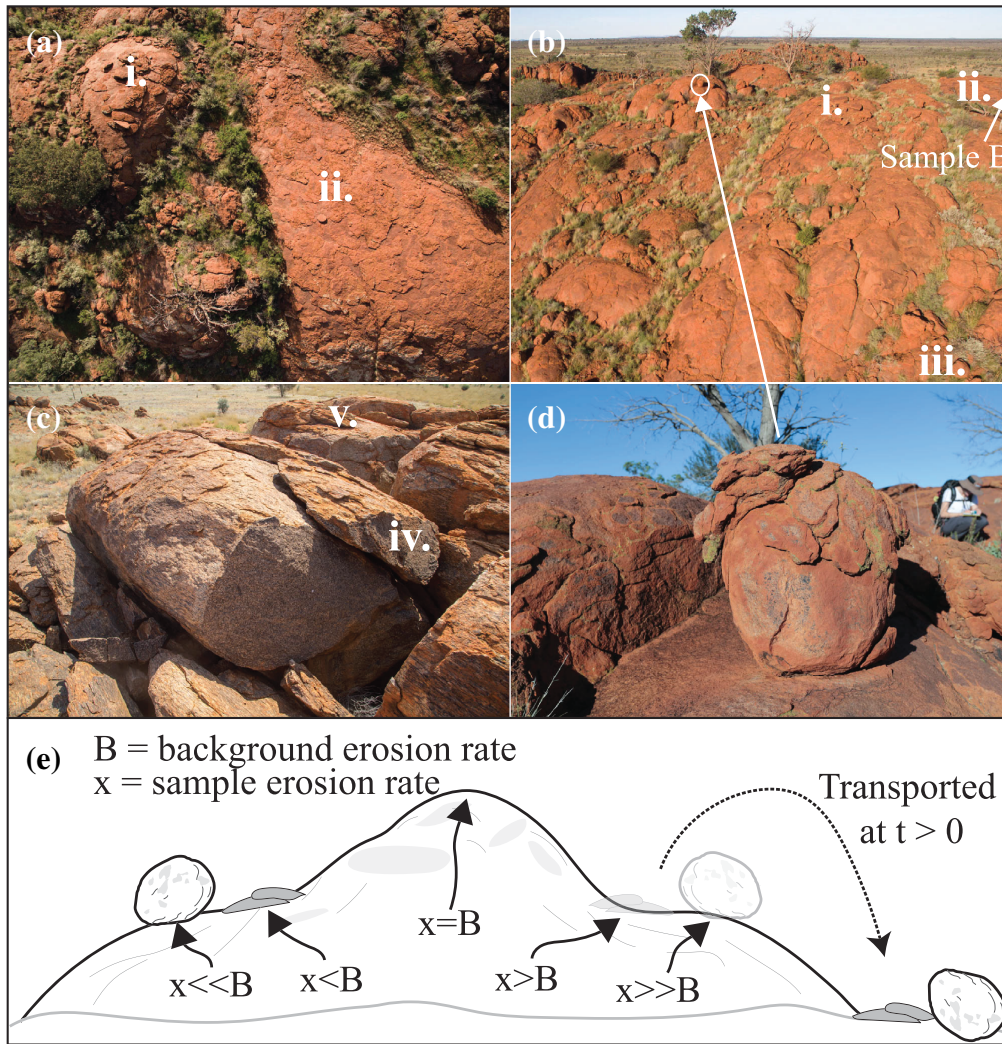 (a)
i.
ii.
(b)
i.
ii.
Sample E
iii.
(c)
v.
iv.
(d)
(e)
B = background erosion rate
x = sample erosion rate
Transported
at t > 0
x=B
x<<B
x<B
x>B
x>>B